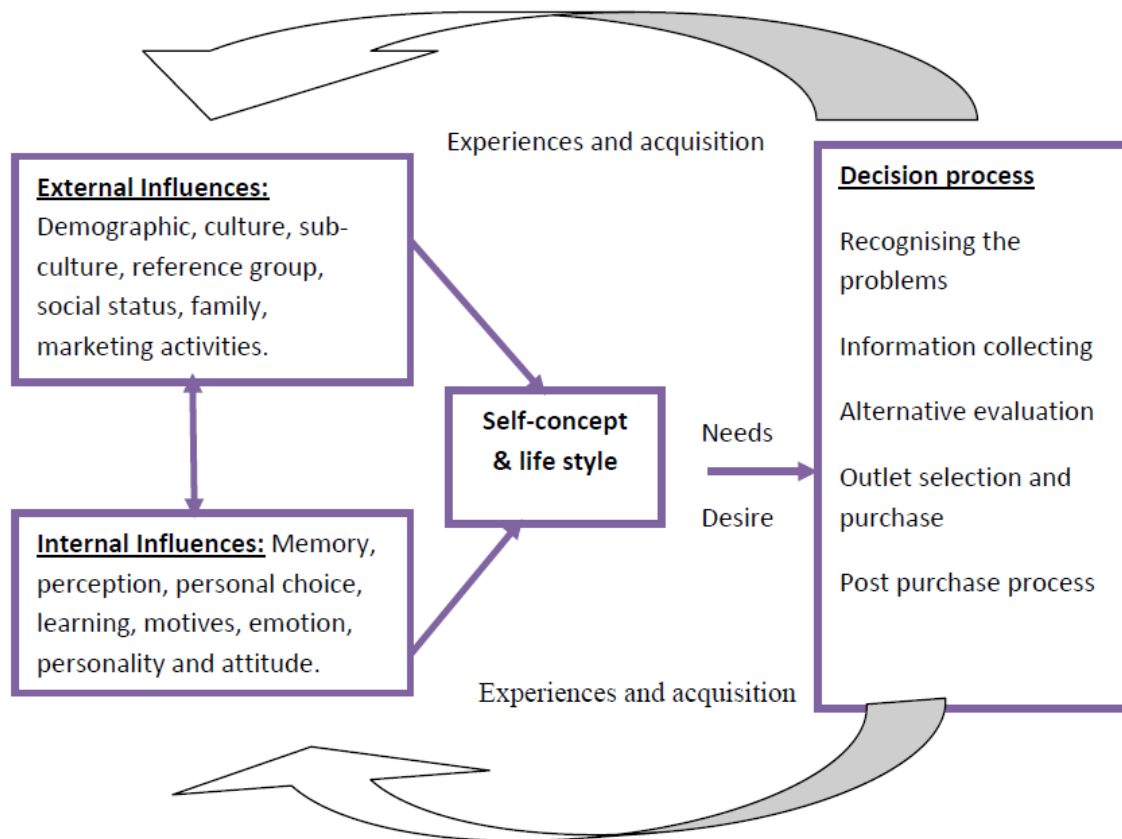 Experiences and acquisition
External Influences:
Demographic, culture, sub-
culture, reference group,
social status, family,
marketing activities.
Internal Influences: Memory,
perception, personal choice,
learning, motives, emotion,
personality and attitude.
Self-concept
& life style
Needs
Desire
Decision process
Recognising the
problems
Information collecting
Alternative evaluation
Outlet selection and
purchase
Post purchase process
Experiences and acquisition